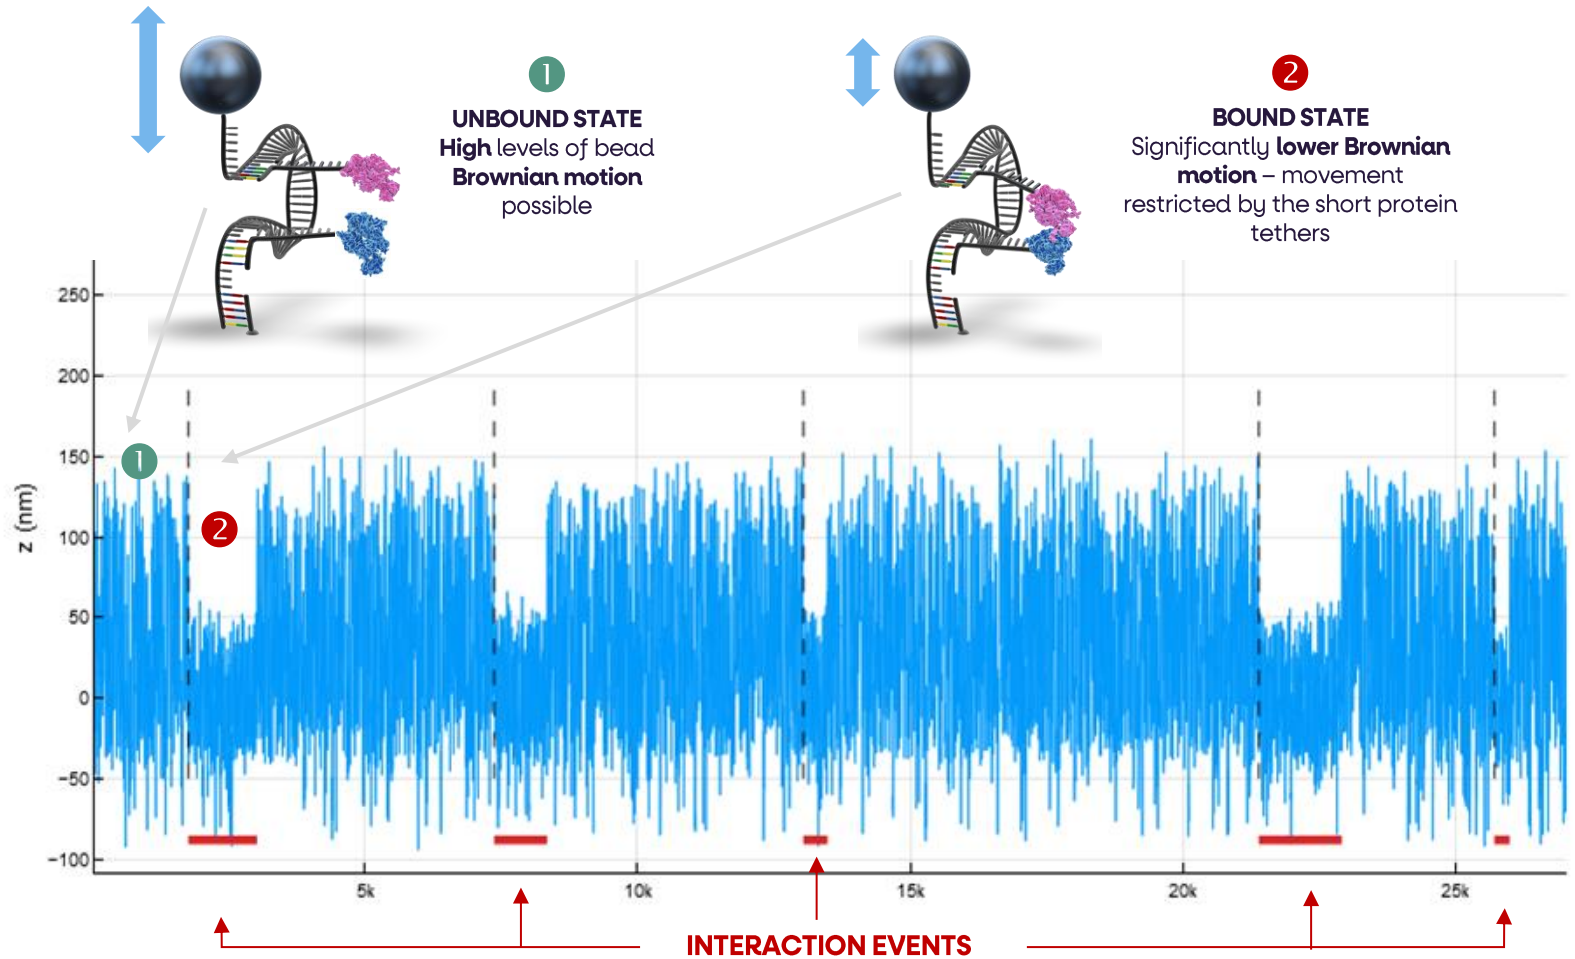 1
UNBOUND STATE
High levels of bead
Brownian motion
possible
2
BOUND STATE
Significantly lower Brownian
motion – movement
restricted by the short protein
tethers
250
200
150
100
50
0
−50
−100
z (nm)
1
2
5k
10k
15k
20k
25k
INTERACTION EVENTS